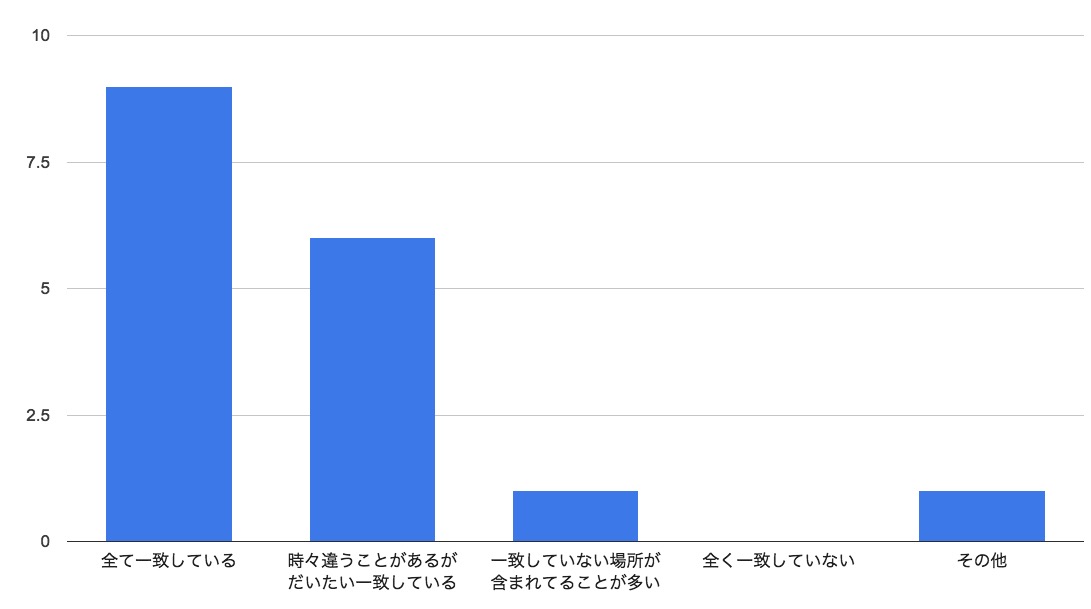 10
7.5
5
2.5
0
全て一致している
時々違うことがあるが
だいたい一致している
一致していない場所が
含まれてることが多い
全く一致していない
その他